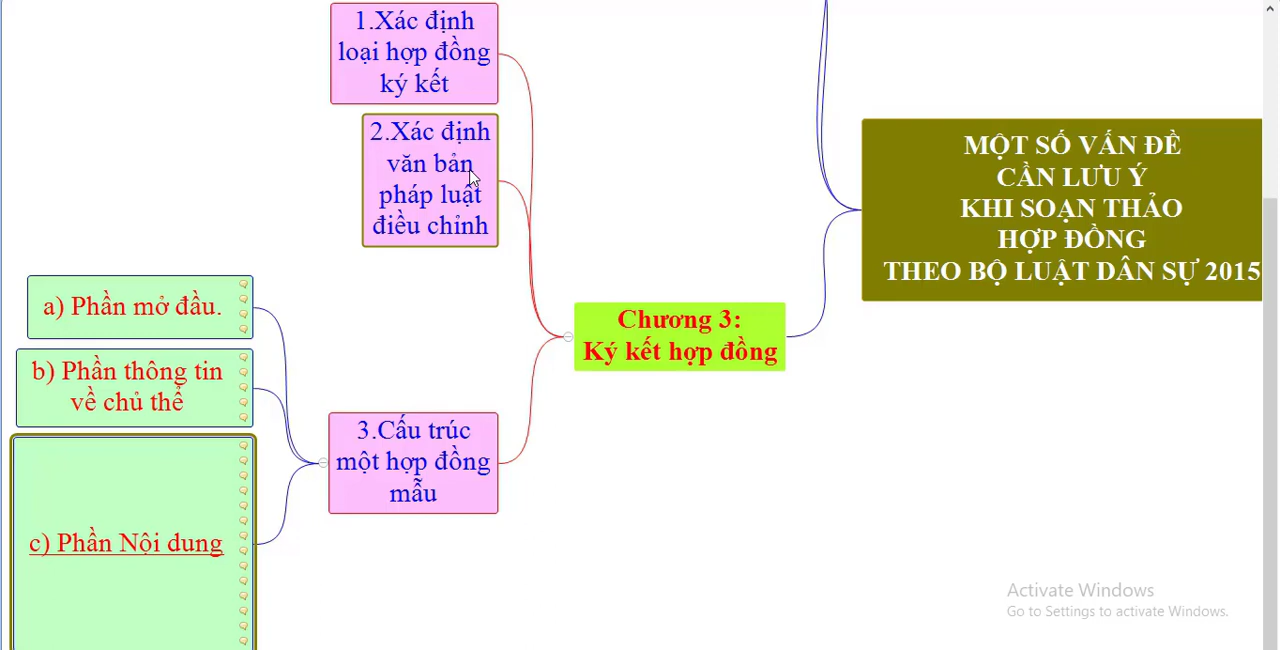 1.Xác định
loại hợp đồng
ký kết
2.Xác định
văn bản
pháp luật
điều chỉnh
MỘT SỐ VẤN ĐỀ
CẦN LƯU Ý
KHI SOẠN THẢO
HỢP ĐỒNG
THEO BỘ LUẬT DÂN SỰ 2015
Chương 3:
Ký kết hợp đồng
a) Phần mở đầu.
b) Phần thông tin
về chủ thể
3.Cấu trúc
một hợp đồng
mẫu
c) Phần Nội dung
Activate Windows
Go to Settings to activate Windows.